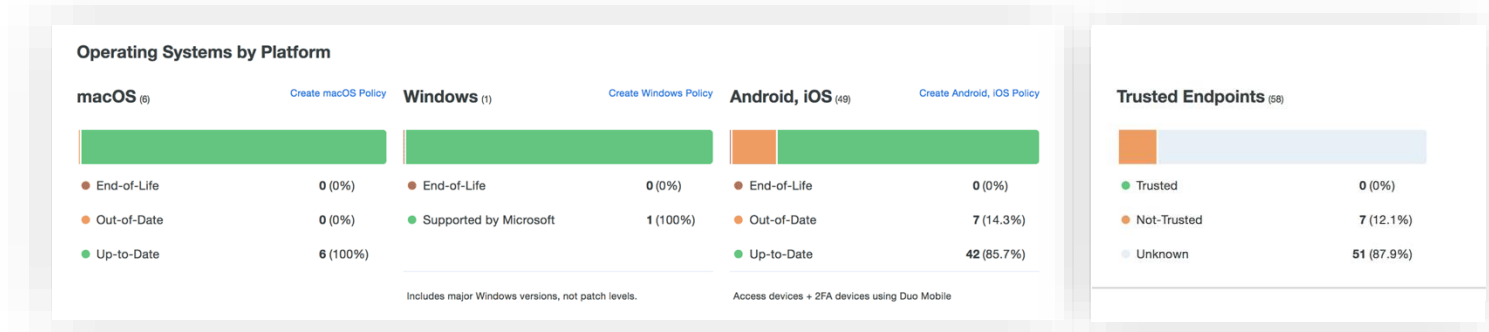 Operating Systems by Platform
macOS (6) Create macOS Policy
End-of-Life 0 (0%)
Out-of-Date 0 (0%)
Up-to-Date 6 (100%)
Windows (1) Create Windows Policy
End-of-Life 0 (0%)
Supported by Microsoft 1 (100%)
Includes major Windows versions, not patch levels.
Android, iOS (49) Create Android, iOS Policy
End-of-Life 0 (0%)
Out-of-Date 7 (14.3%)
Up-to-Date 42 (85.7%)
Access devices + 2FA devices using Duo Mobile
Trusted Endpoints (58)
Trusted 0 (0%)
Not-Trusted 7 (12.1%)
Unknown 51 (87.9%)